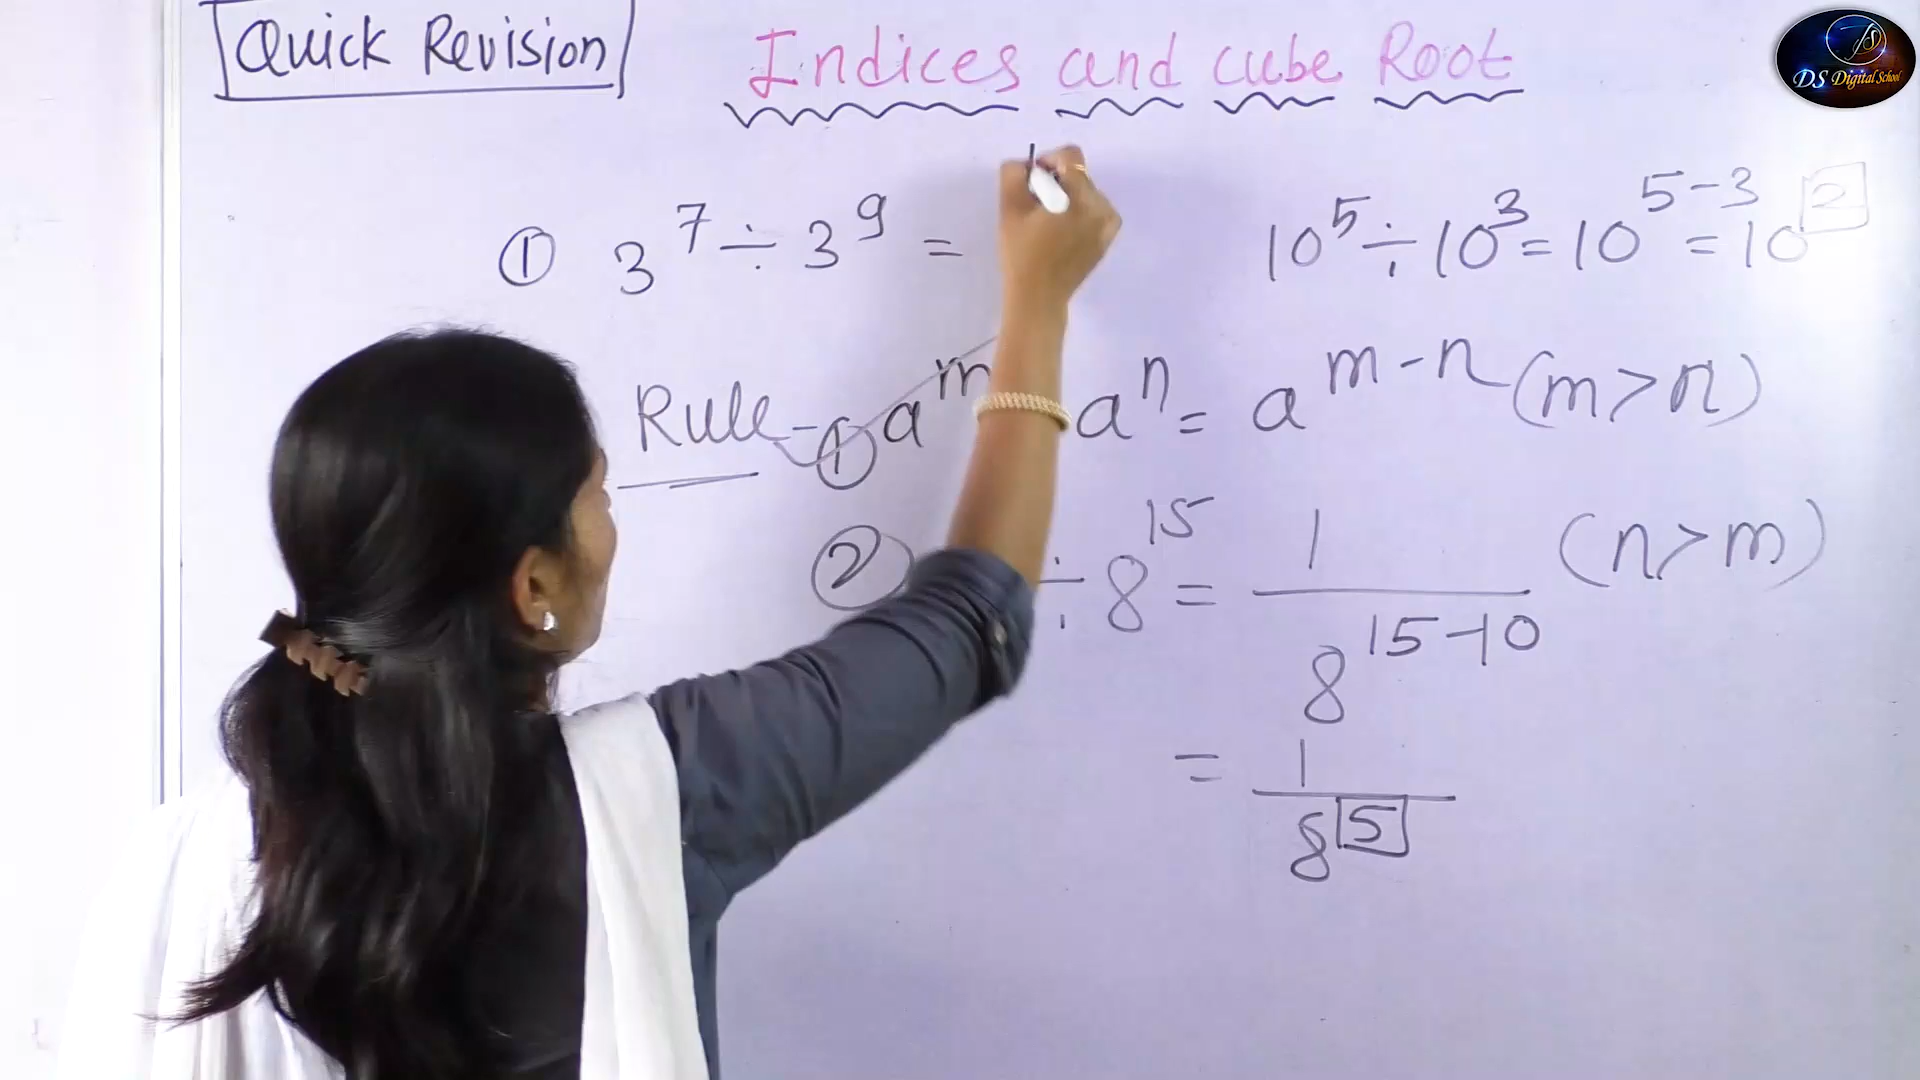 Quick Revision
Indices and cube Root
DS Digital School
① 3^7 ÷ 3^9 =
10^5 ÷ 10^3 = 10^5-3 = 10^2
Rule - ① a^m a^n = a^m-n (m>n)
② ÷ 8^15 = 1/8^15-10 (n>m)
= 1/8^5